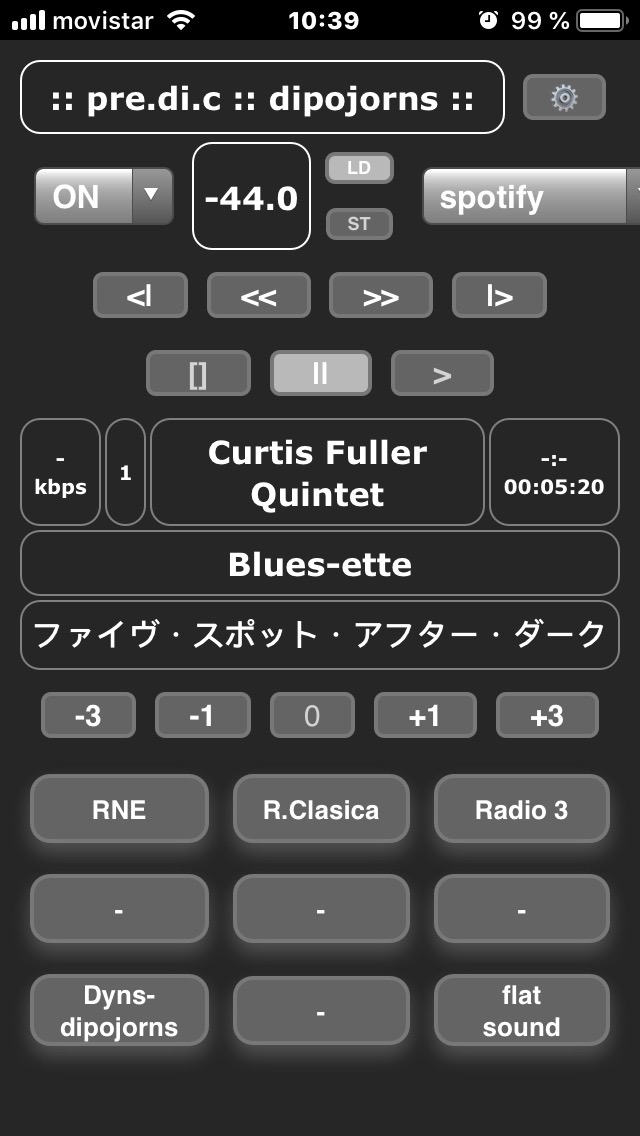 movistar 10:39 99 %
:: pre.di.c :: dipojorns ::
ON -44.0 LD ST spotify
<| << >> |>
[] || >
- kbps 1 Curtis Fuller Quintet -:- 00:05:20
Blues-ette
ファイヴ・スポット・アフター・ダーク
-3 -1 0 +1 +3
RNE R.Clasica Radio 3
- - -
Dyns-dipojorns - flat sound